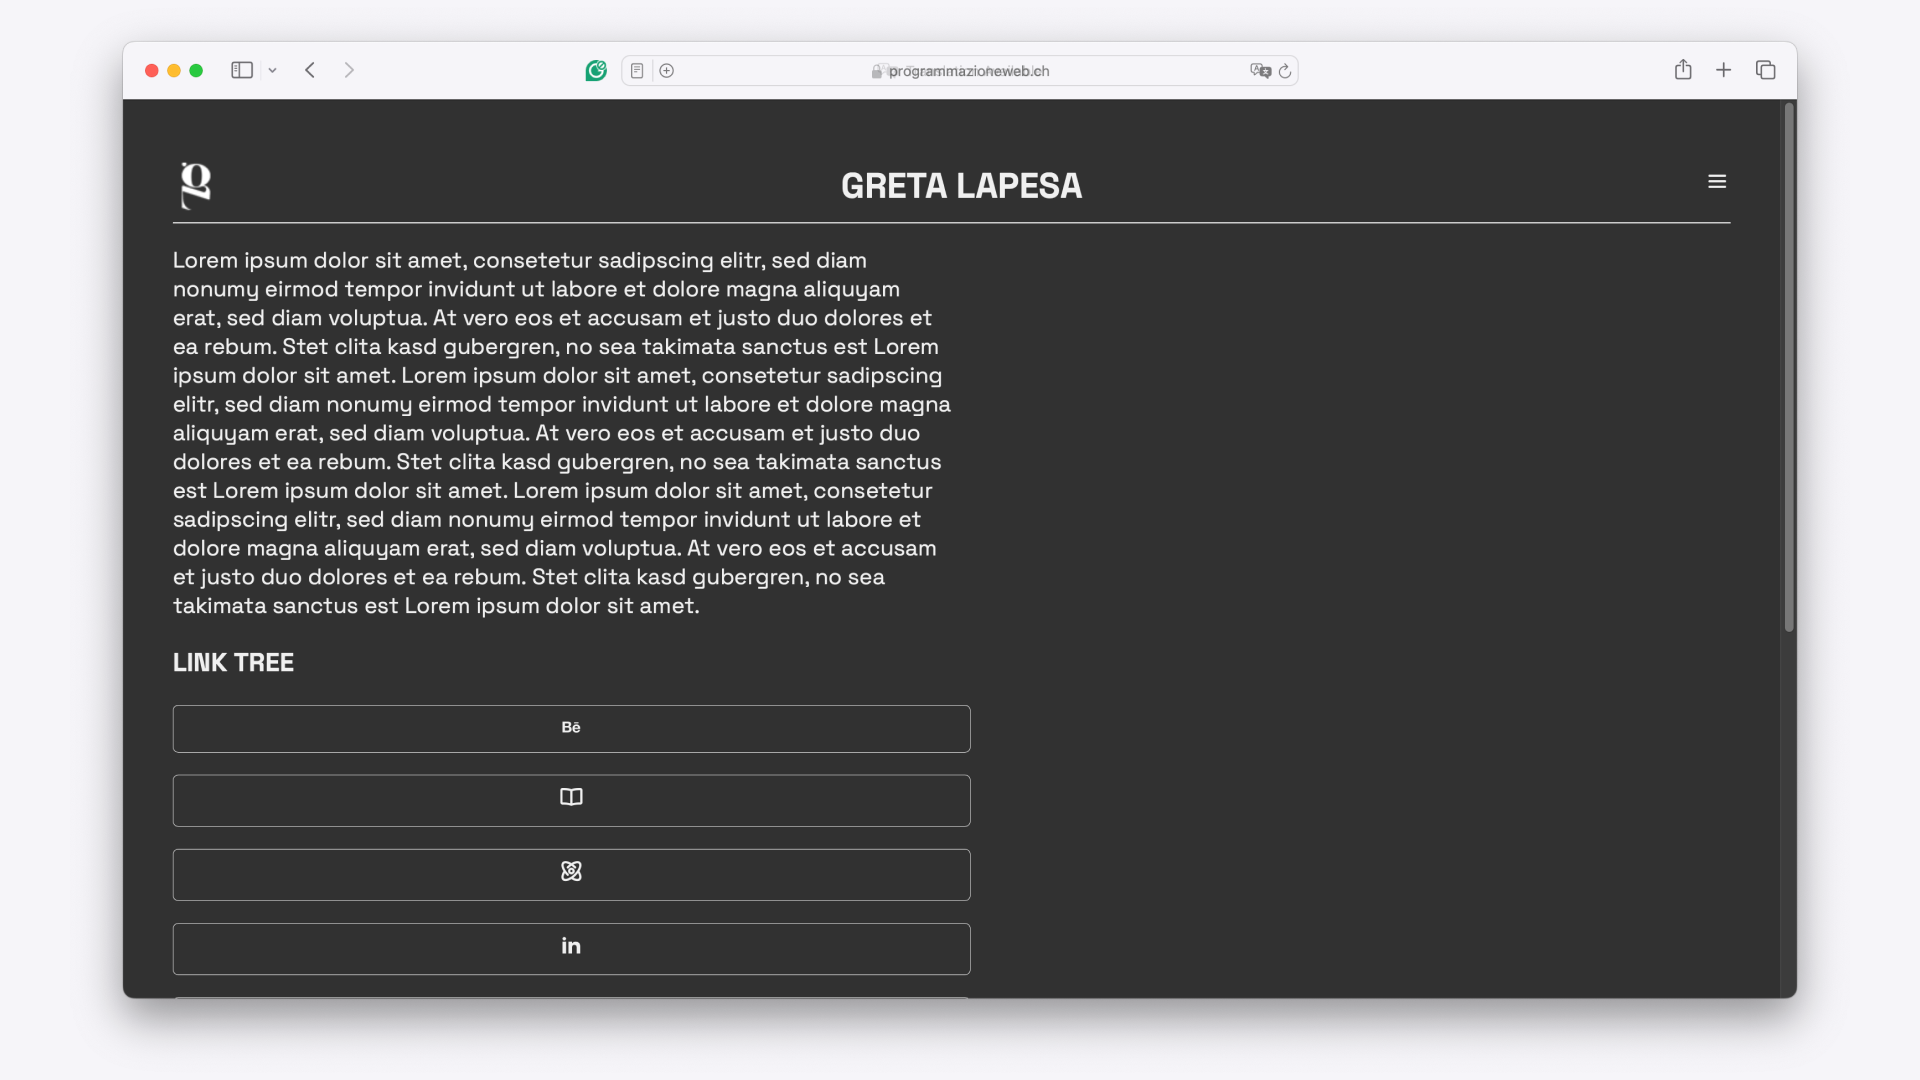 programmazioneweb.ch
g
GRETA LAPESA
Lorem ipsum dolor sit amet, consetetur sadipscing elitr, sed diam
nonumy eirmod tempor invidunt ut labore et dolore magna aliquyam
erat, sed diam voluptua. At vero eos et accusam et justo duo dolores et
ea rebum. Stet clita kasd gubergren, no sea takimata sanctus est Lorem
ipsum dolor sit amet. Lorem ipsum dolor sit amet, consetetur sadipscing
elitr, sed diam nonumy eirmod tempor invidunt ut labore et dolore magna
aliquyam erat, sed diam voluptua. At vero eos et accusam et justo duo
dolores et ea rebum. Stet clita kasd gubergren, no sea takimata sanctus
est Lorem ipsum dolor sit amet. Lorem ipsum dolor sit amet, consetetur
sadipscing elitr, sed diam nonumy eirmod tempor invidunt ut labore et
dolore magna aliquyam erat, sed diam voluptua. At vero eos et accusam
et justo duo dolores et ea rebum. Stet clita kasd gubergren, no sea
takimata sanctus est Lorem ipsum dolor sit amet.
LINK TREE
Bē
in